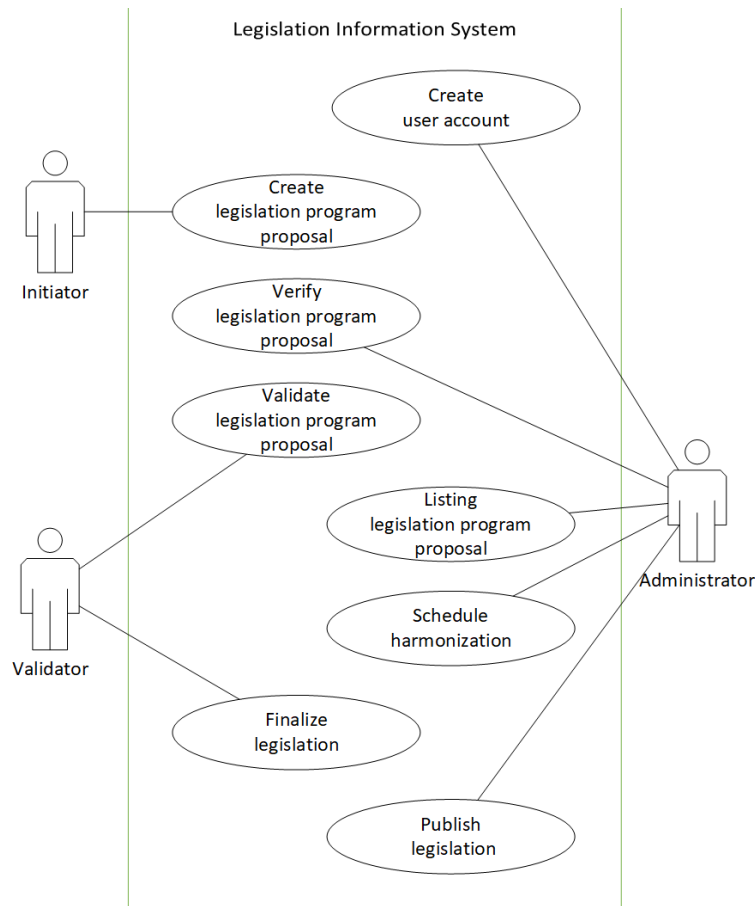 Legislation Information System
Create
user account
Create
legislation program
proposal
Initiator
Verify
legislation program
proposal
Validate
legislation program
proposal
Listing
legislation program
proposal
Administrator
Schedule
harmonization
Validator
Finalize
legislation
Publish
legislation